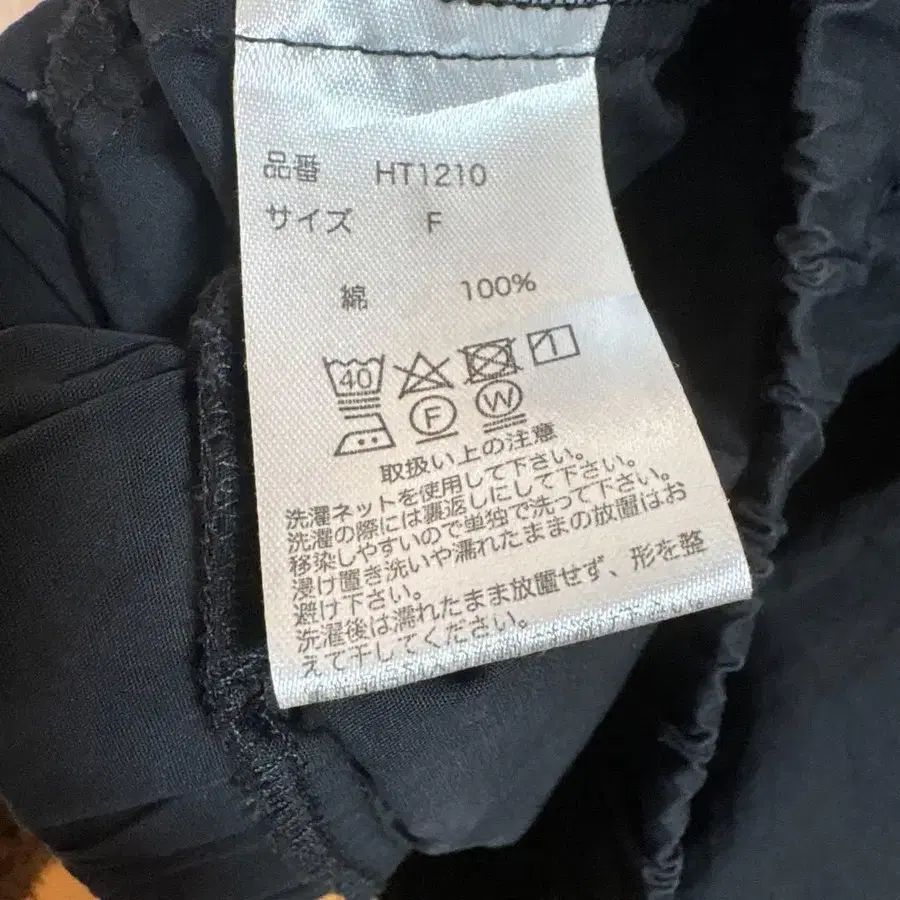 品番 HT1210
サイズ F
綿 100%
40
F W
取扱い上の注意
洗濯ネットを使用して下さい。
洗濯の際には裏返しにして下さい。
移染しやすいので単独で洗って下さい。
浸け置き洗いや濡れたままの放置はお
避け下さい。
洗濯後は濡れたまま放置せず、形を整
えて干してください。